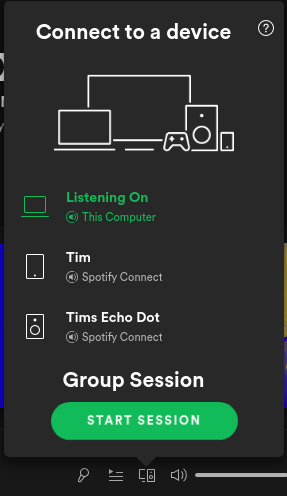 Connect to a device
?
Listening On
This Computer
Tim
Spotify Connect
Tims Echo Dot
Spotify Connect
Group Session
START SESSION